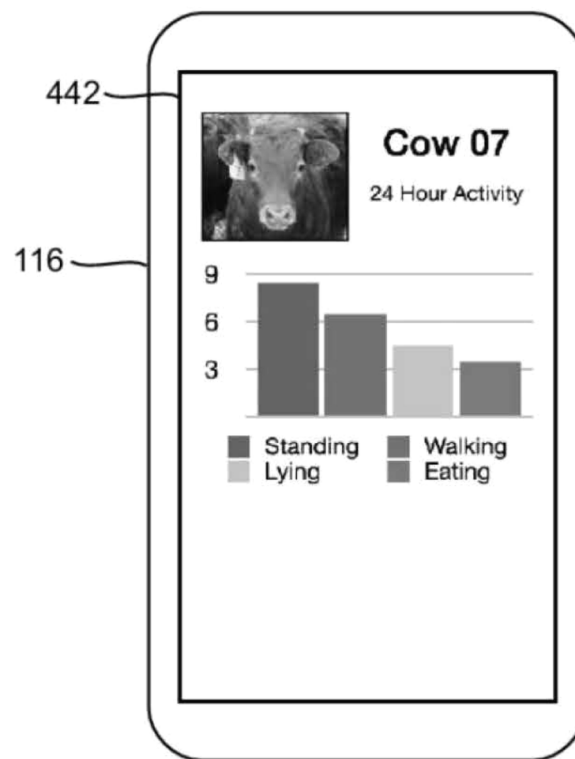 442
Cow 07
24 Hour Activity
116
9
6
3
Standing Walking
Lying Eating